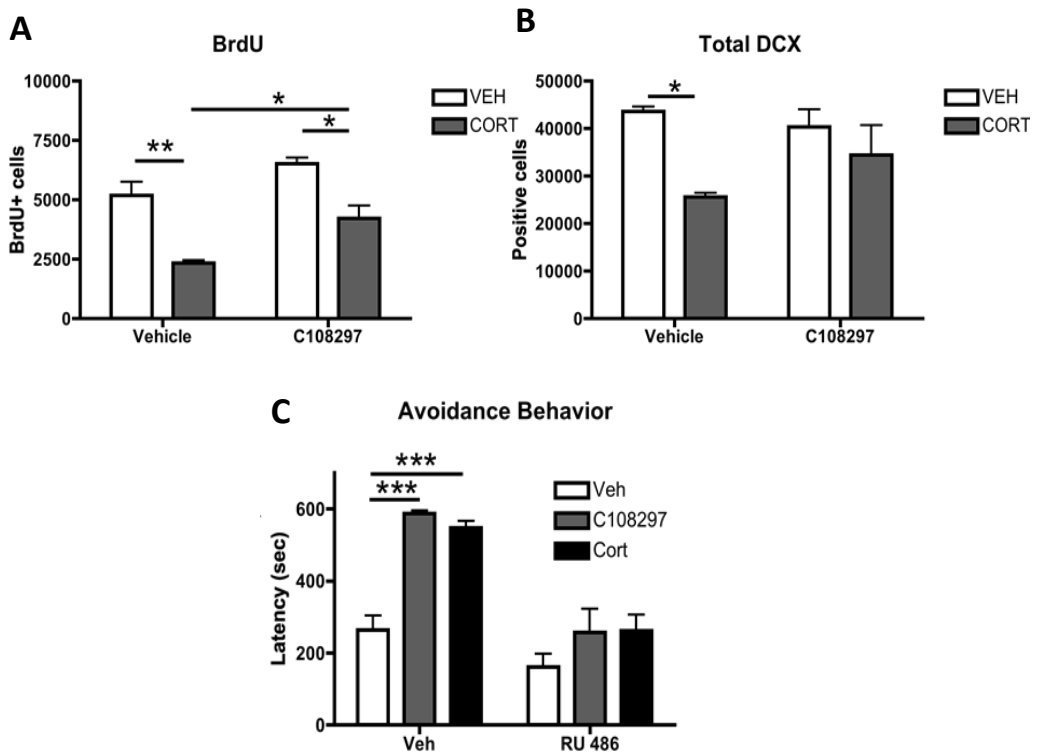 A
BrdU
10000
7500
5000
2500
0
BrdU+ cells
**
*
*
VEH
CORT
Vehicle
C108297
B
Total DCX
50000
40000
30000
20000
10000
0
Positive cells
*
VEH
CORT
Vehicle
C108297
C
Avoidance Behavior
600
400
200
0
Latency (sec)
***
***
Veh
C108297
Cort
Veh
RU 486